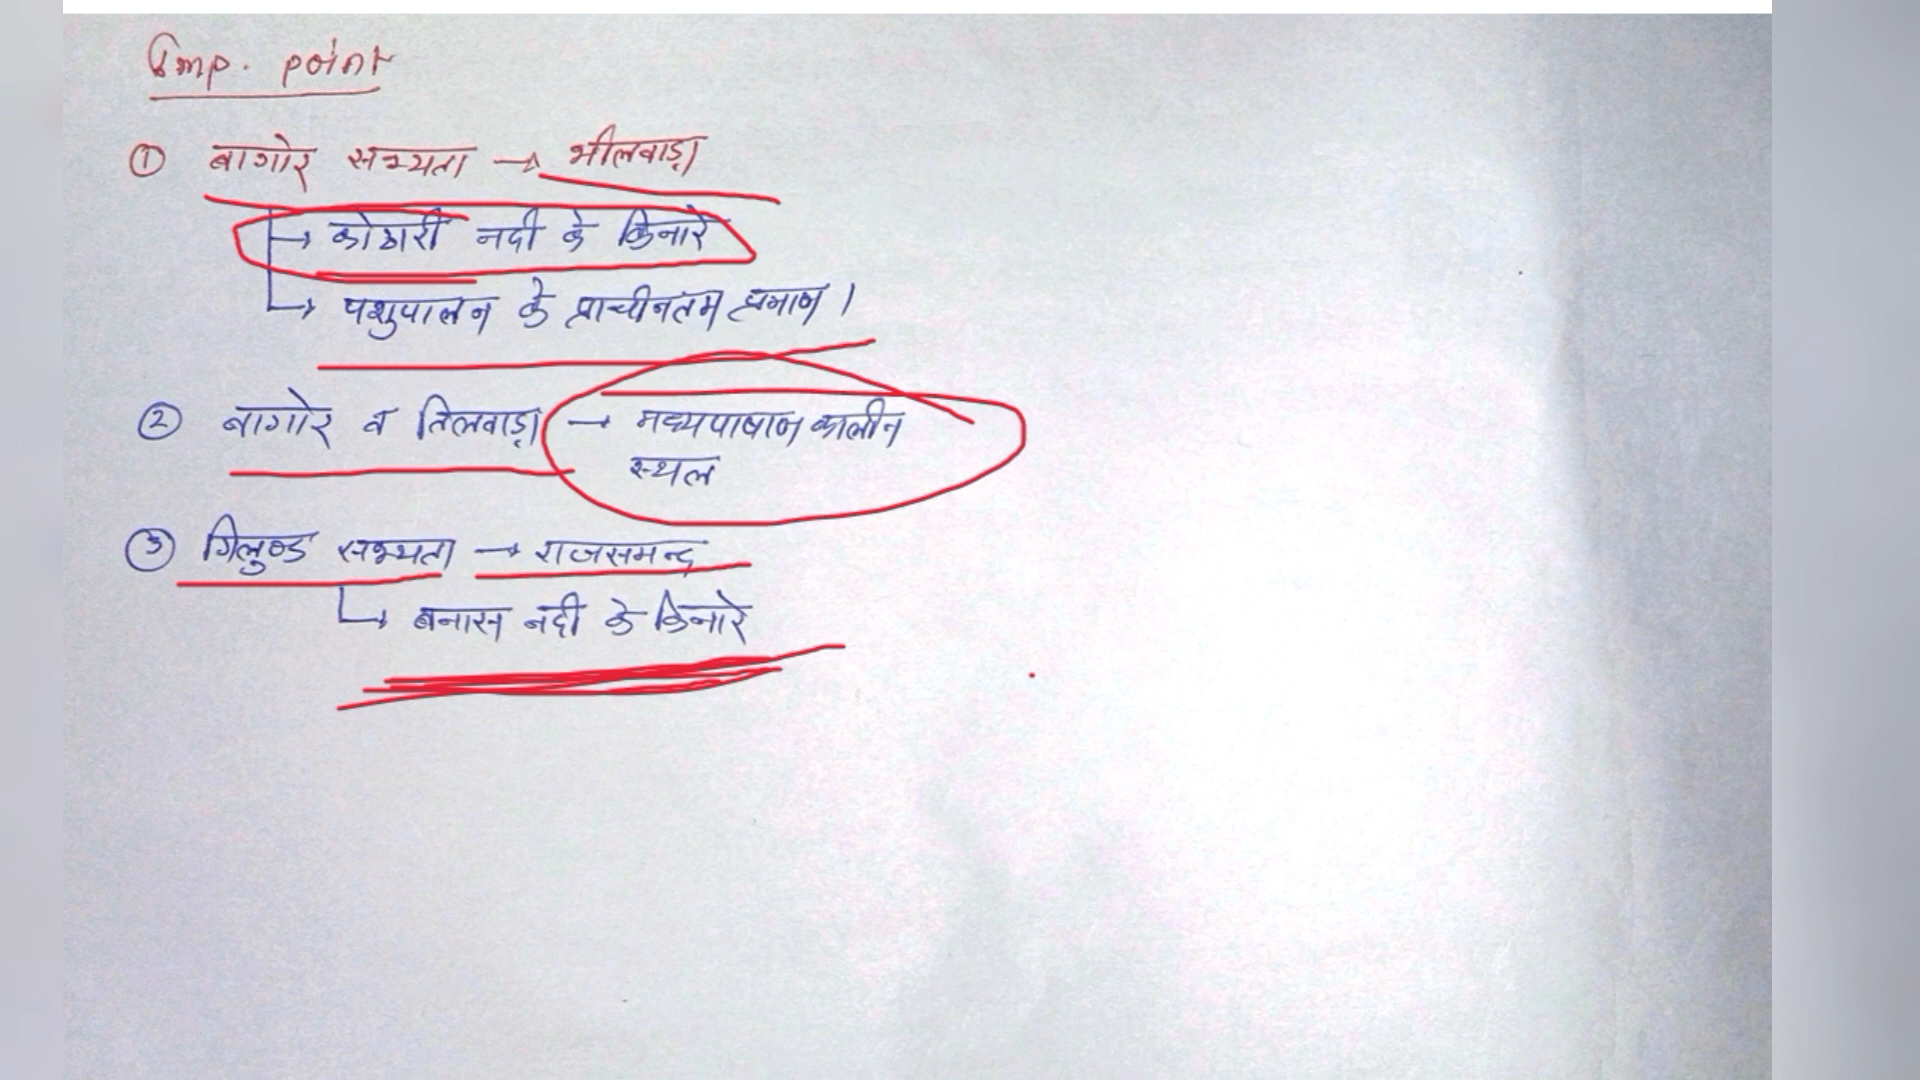 Imp. point
① बागोर सभ्यता → भीलवाड़ा
→ कोठारी नदी के किनारे
→ पशुपालन के प्राचीनतम प्रमाण।
② बागोर व तिलवाड़ा → मध्यपाषाण कालीन
स्थल
③ गिलुण्ड सभ्यता → राजसमन्द
↳ बनास नदी के किनारे